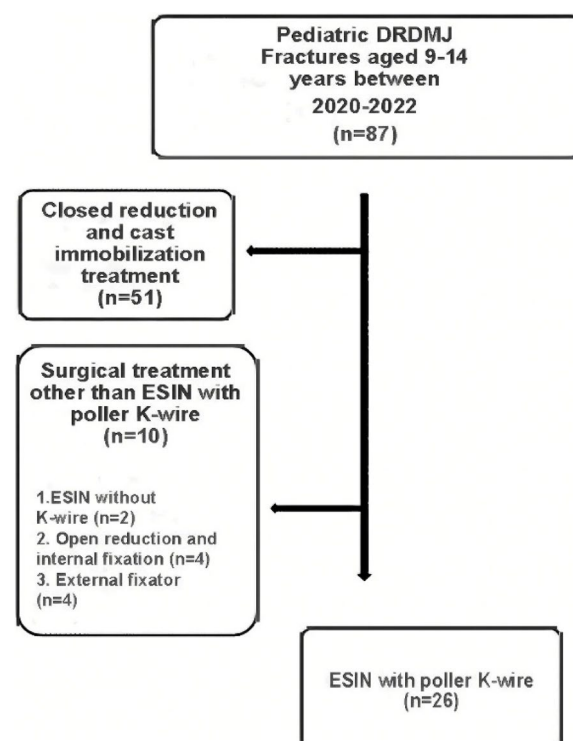 Pediatric DRDMJ
Fractures aged 9-14
years between
2020-2022
(n=87)
Closed reduction
and cast
immobilization
treatment
(n=51)
Surgical treatment
other than ESIN with
poller K-wire
(n=10)
1.ESIN without
K-wire (n=2)
2. Open reduction and
internal fixation (n=4)
3. External fixator
(n=4)
ESIN with poller K-wire
(n=26)